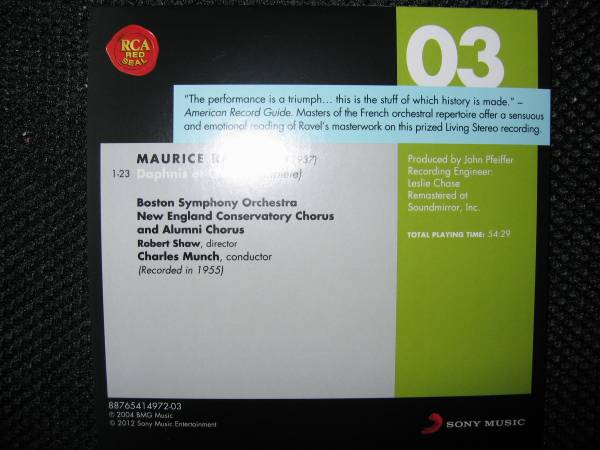 RCA
RED
SEAL
03
"The performance is a triumph... this is the stuff of which history is made." –
American Record Guide. Masters of the French orchestral repertoire offer a sensuous
and emotional reading of Ravel's masterwork on this prized Living Stereo recording.
MAURICE 1937)
1-23 Daphnis et
Boston Symphony Orchestra
New England Conservatory Chorus
and Alumni Chorus
Robert Shaw, director
Charles Munch, conductor
(Recorded in 1955)
Produced by John Pfeiffer
Recording Engineer:
Leslie Chase
Remastered at
Soundmirror, Inc.
TOTAL PLAYING TIME: 54:29
88765414972-03
℗ 2004 BMG Music
© 2012 Sony Music Entertainment
SONY MUSIC